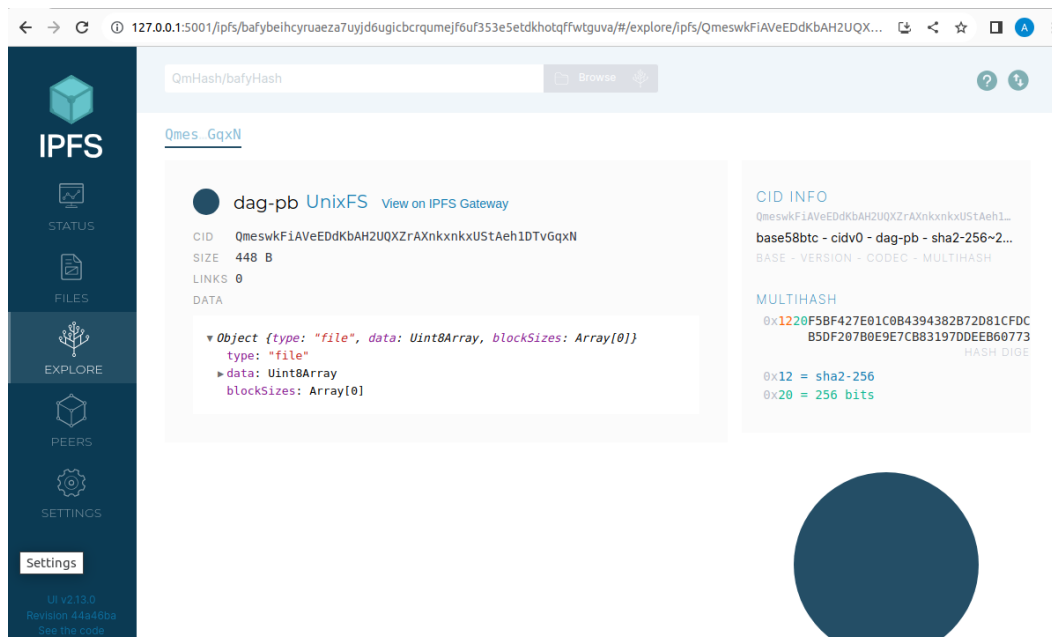 127.0.0.1:5001/ipfs/bafybeihcyruaeza7uyjd6ugicbcrqumejf6uf353e5etdkhotqffwtguva/#/explore/ipfs/QmeswkFiAVeEDdKbAH2UQX...
A
IPFS
STATUS
FILES
EXPLORE
PEERS
SETTINGS
Settings
UI v2.13.0
Revision 44a46ba
See the code
QmHash/bafyHash
Browse
?
Qmes…GqxN
dag-pb UnixFS View on IPFS Gateway
CID QmeswkFiAVeEDdKbAH2UQXZrAXnkxnkxUStAeh1DTvGqxN
SIZE 448 B
LINKS 0
DATA
▼ Object {type: "file", data: Uint8Array, blockSizes: Array[0]}
type: "file"
▶ data: Uint8Array
blockSizes: Array[0]
CID INFO
QmeswkFiAVeEDdKbAH2UQXZrAXnkxnkxUStAeh1…
base58btc - cidv0 - dag-pb - sha2-256~2...
BASE - VERSION - CODEC - MULTIHASH
MULTIHASH
0x1220F5BF427E01C0B4394382B72D81CFDC
B5DF207B0E9E7CB83197DDEEB60773
HASH DIGE
0x12 = sha2-256
0x20 = 256 bits